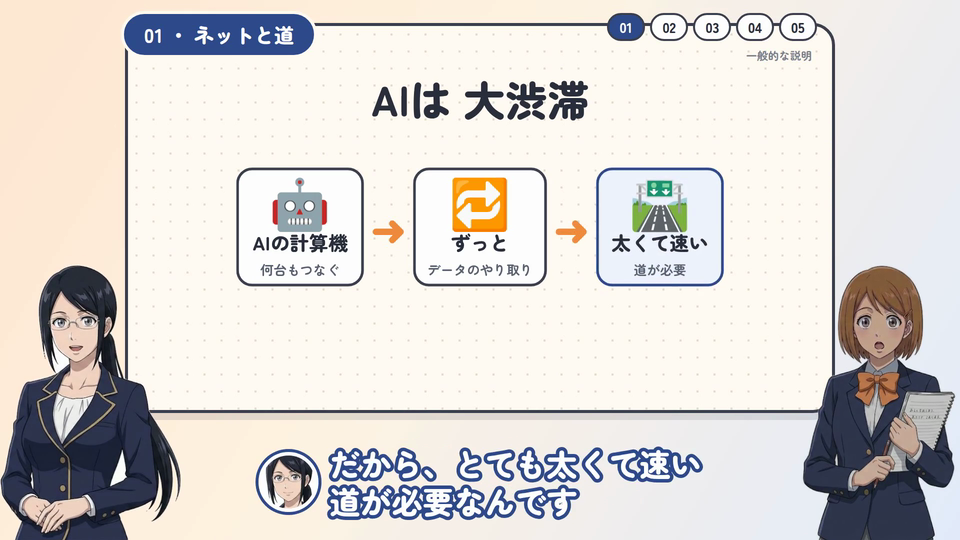 01 ・ ネットと道
01 02 03 04 05
一般的な説明
AIは 大渋滞
AIの計算機
何台もつなぐ
ずっと
データのやり取り
太くて速い
道が必要
だから、とても太くて速い
道が必要なんです